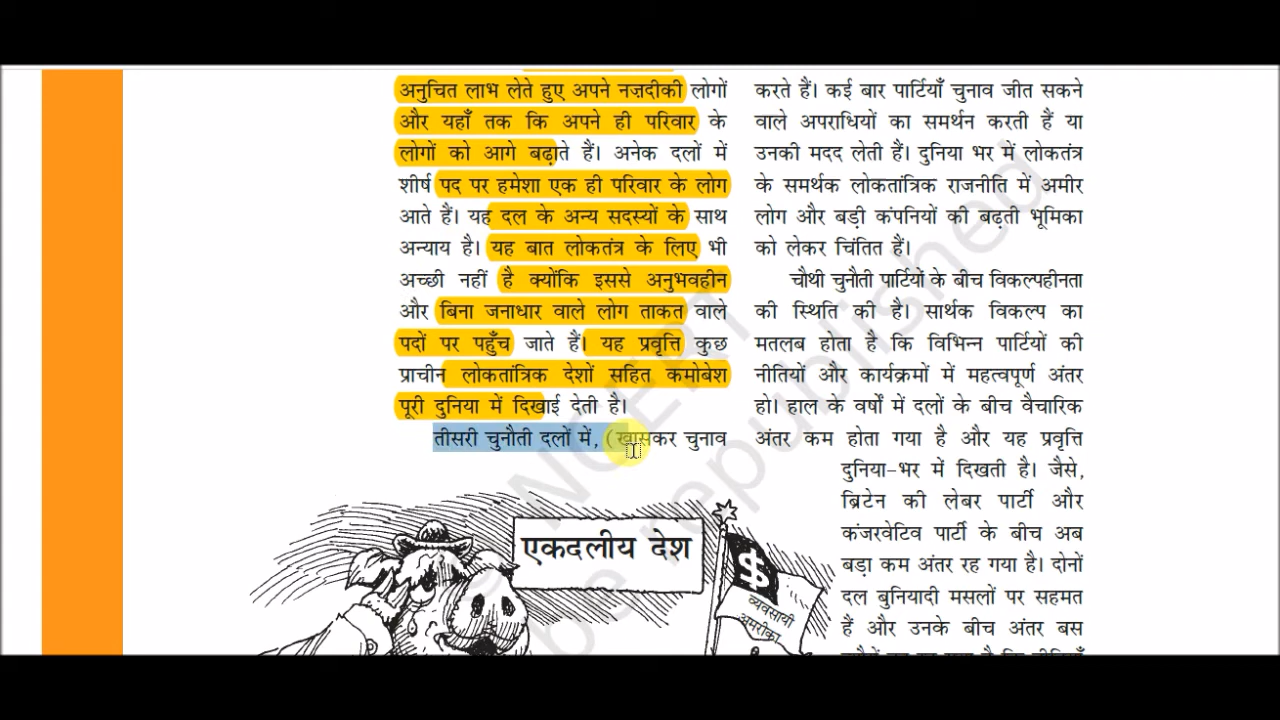 अनुचित लाभ लेते हुए अपने नज़दीकी लोगों
और यहाँ तक कि अपने ही परिवार के
लोगों को आगे बढ़ाते हैं। अनेक दलों में
शीर्ष पद पर हमेशा एक ही परिवार के लोग
आते हैं। यह दल के अन्य सदस्यों के साथ
अन्याय है। यह बात लोकतंत्र के लिए भी
अच्छी नहीं है क्योंकि इससे अनुभवहीन
और बिना जनाधार वाले लोग ताकत वाले
पदों पर पहुँच जाते हैं। यह प्रवृत्ति कुछ
प्राचीन लोकतांत्रिक देशों सहित कमोबेश
पूरी दुनिया में दिखाई देती है।
तीसरी चुनौती दलों में, (खासकर चुनाव
करते हैं। कई बार पार्टियाँ चुनाव जीत सकने
वाले अपराधियों का समर्थन करती हैं या
उनकी मदद लेती हैं। दुनिया भर में लोकतंत्र
के समर्थक लोकतांत्रिक राजनीति में अमीर
लोग और बड़ी कंपनियों की बढ़ती भूमिका
को लेकर चिंतित हैं।
चौथी चुनौती पार्टियों के बीच विकल्पहीनता
की स्थिति की है। सार्थक विकल्प का
मतलब होता है कि विभिन्न पार्टियों की
नीतियों और कार्यक्रमों में महत्वपूर्ण अंतर
हो। हाल के वर्षों में दलों के बीच वैचारिक
अंतर कम होता गया है और यह प्रवृत्ति
दुनिया-भर में दिखती है। जैसे,
ब्रिटेन की लेबर पार्टी और
कंजरवेटिव पार्टी के बीच अब
बड़ा कम अंतर रह गया है। दोनों
दल बुनियादी मसलों पर सहमत
हैं और उनके बीच अंतर बस
एकदलीय देश
$
व्यवसायी
अमरीका
NCERT
be republished